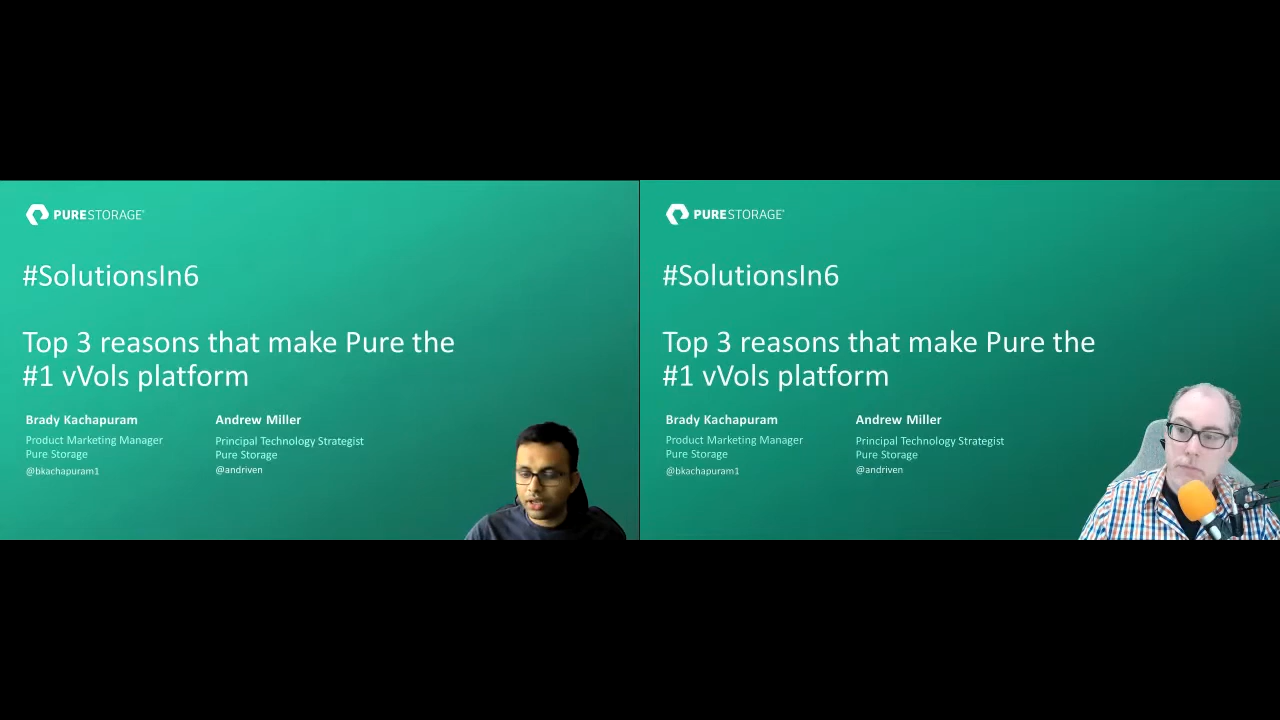 PURESTORAGE®
#SolutionsIn6
Top 3 reasons that make Pure the
#1 vVols platform
Brady Kachapuram
Product Marketing Manager
Pure Storage
@bkachapuram1
Andrew Miller
Principal Technology Strategist
Pure Storage
@andriven
PURESTORAGE®
#SolutionsIn6
Top 3 reasons that make Pure the
#1 vVols platform
Brady Kachapuram
Product Marketing Manager
Pure Storage
@bkachapuram1
Andrew Miller
Principal Technology Strategist
Pure Storage
@andriven